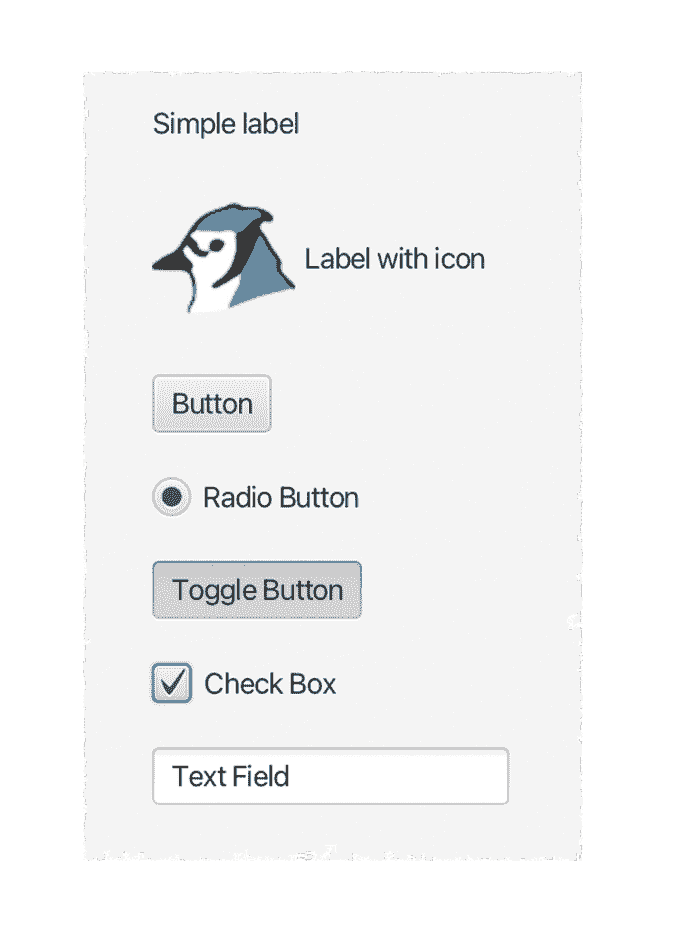 Simple label
Label with icon
Button
Radio Button
Toggle Button
Check Box
Text Field